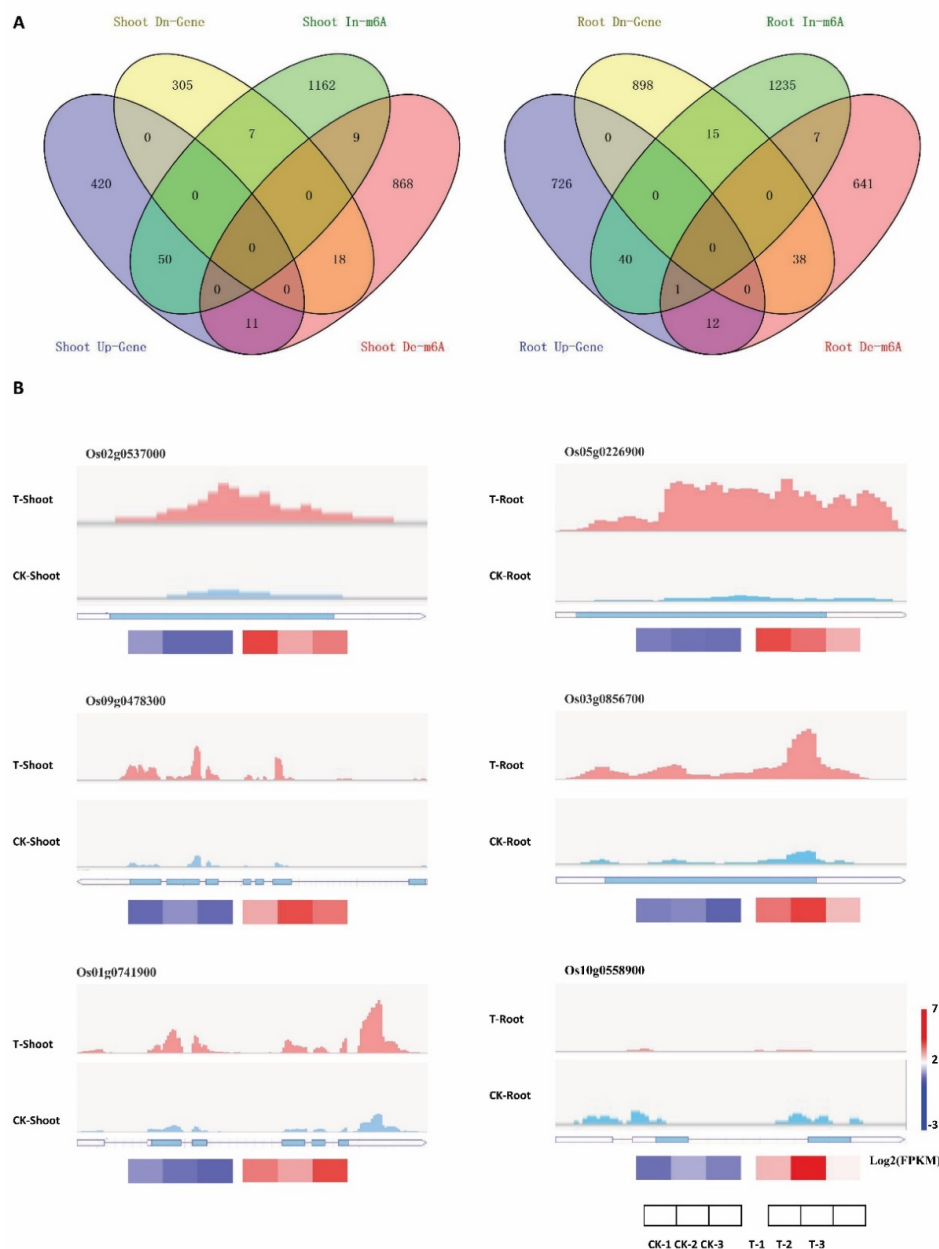 A
Shoot Dn-Gene Shoot In-m6A Root Dn-Gene Root In-m6A
305 1162 898 1235
0 7 9 0 15 7
420 0 0 868 726 0 0 641
50 0 18 40 0 38
0 0 1 0
11 12
Shoot Up-Gene Shoot De-m6A Root Up-Gene Root De-m6A
B
Os02g0537000 Os05g0226900
T-Shoot T-Root
CK-Shoot CK-Root
Os09g0478300 Os03g0856700
T-Shoot T-Root
CK-Shoot CK-Root
Os01g0741900 Os10g0558900
T-Shoot T-Root
CK-Shoot CK-Root
7
2
-3
Log2(FPKM)
CK-1 CK-2 CK-3 T-1 T-2 T-3